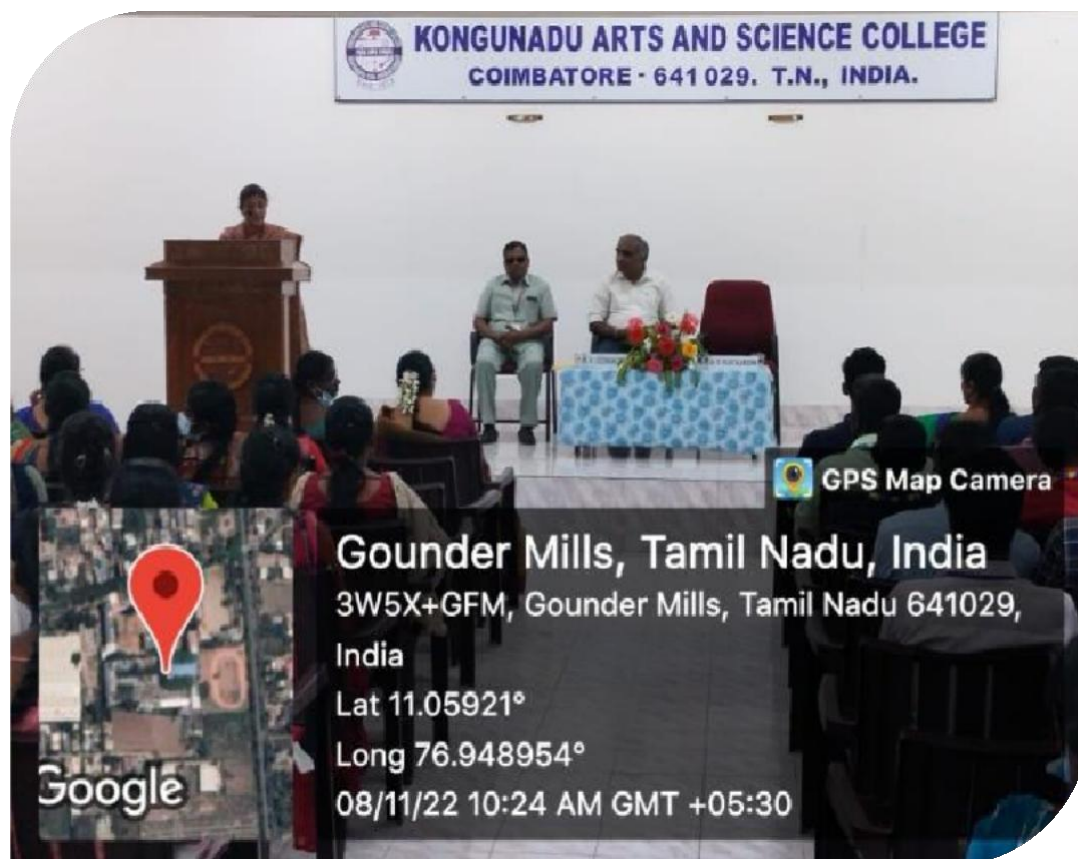 KONGUNADU ARTS AND SCIENCE COLLEGE
COIMBATORE - 641 029. T.N., INDIA.
GPS Map Camera
Gounder Mills, Tamil Nadu, India
3W5X+GFM, Gounder Mills, Tamil Nadu 641029,
India
Lat 11.05921°
Long 76.948954°
08/11/22 10:24 AM GMT +05:30
Google